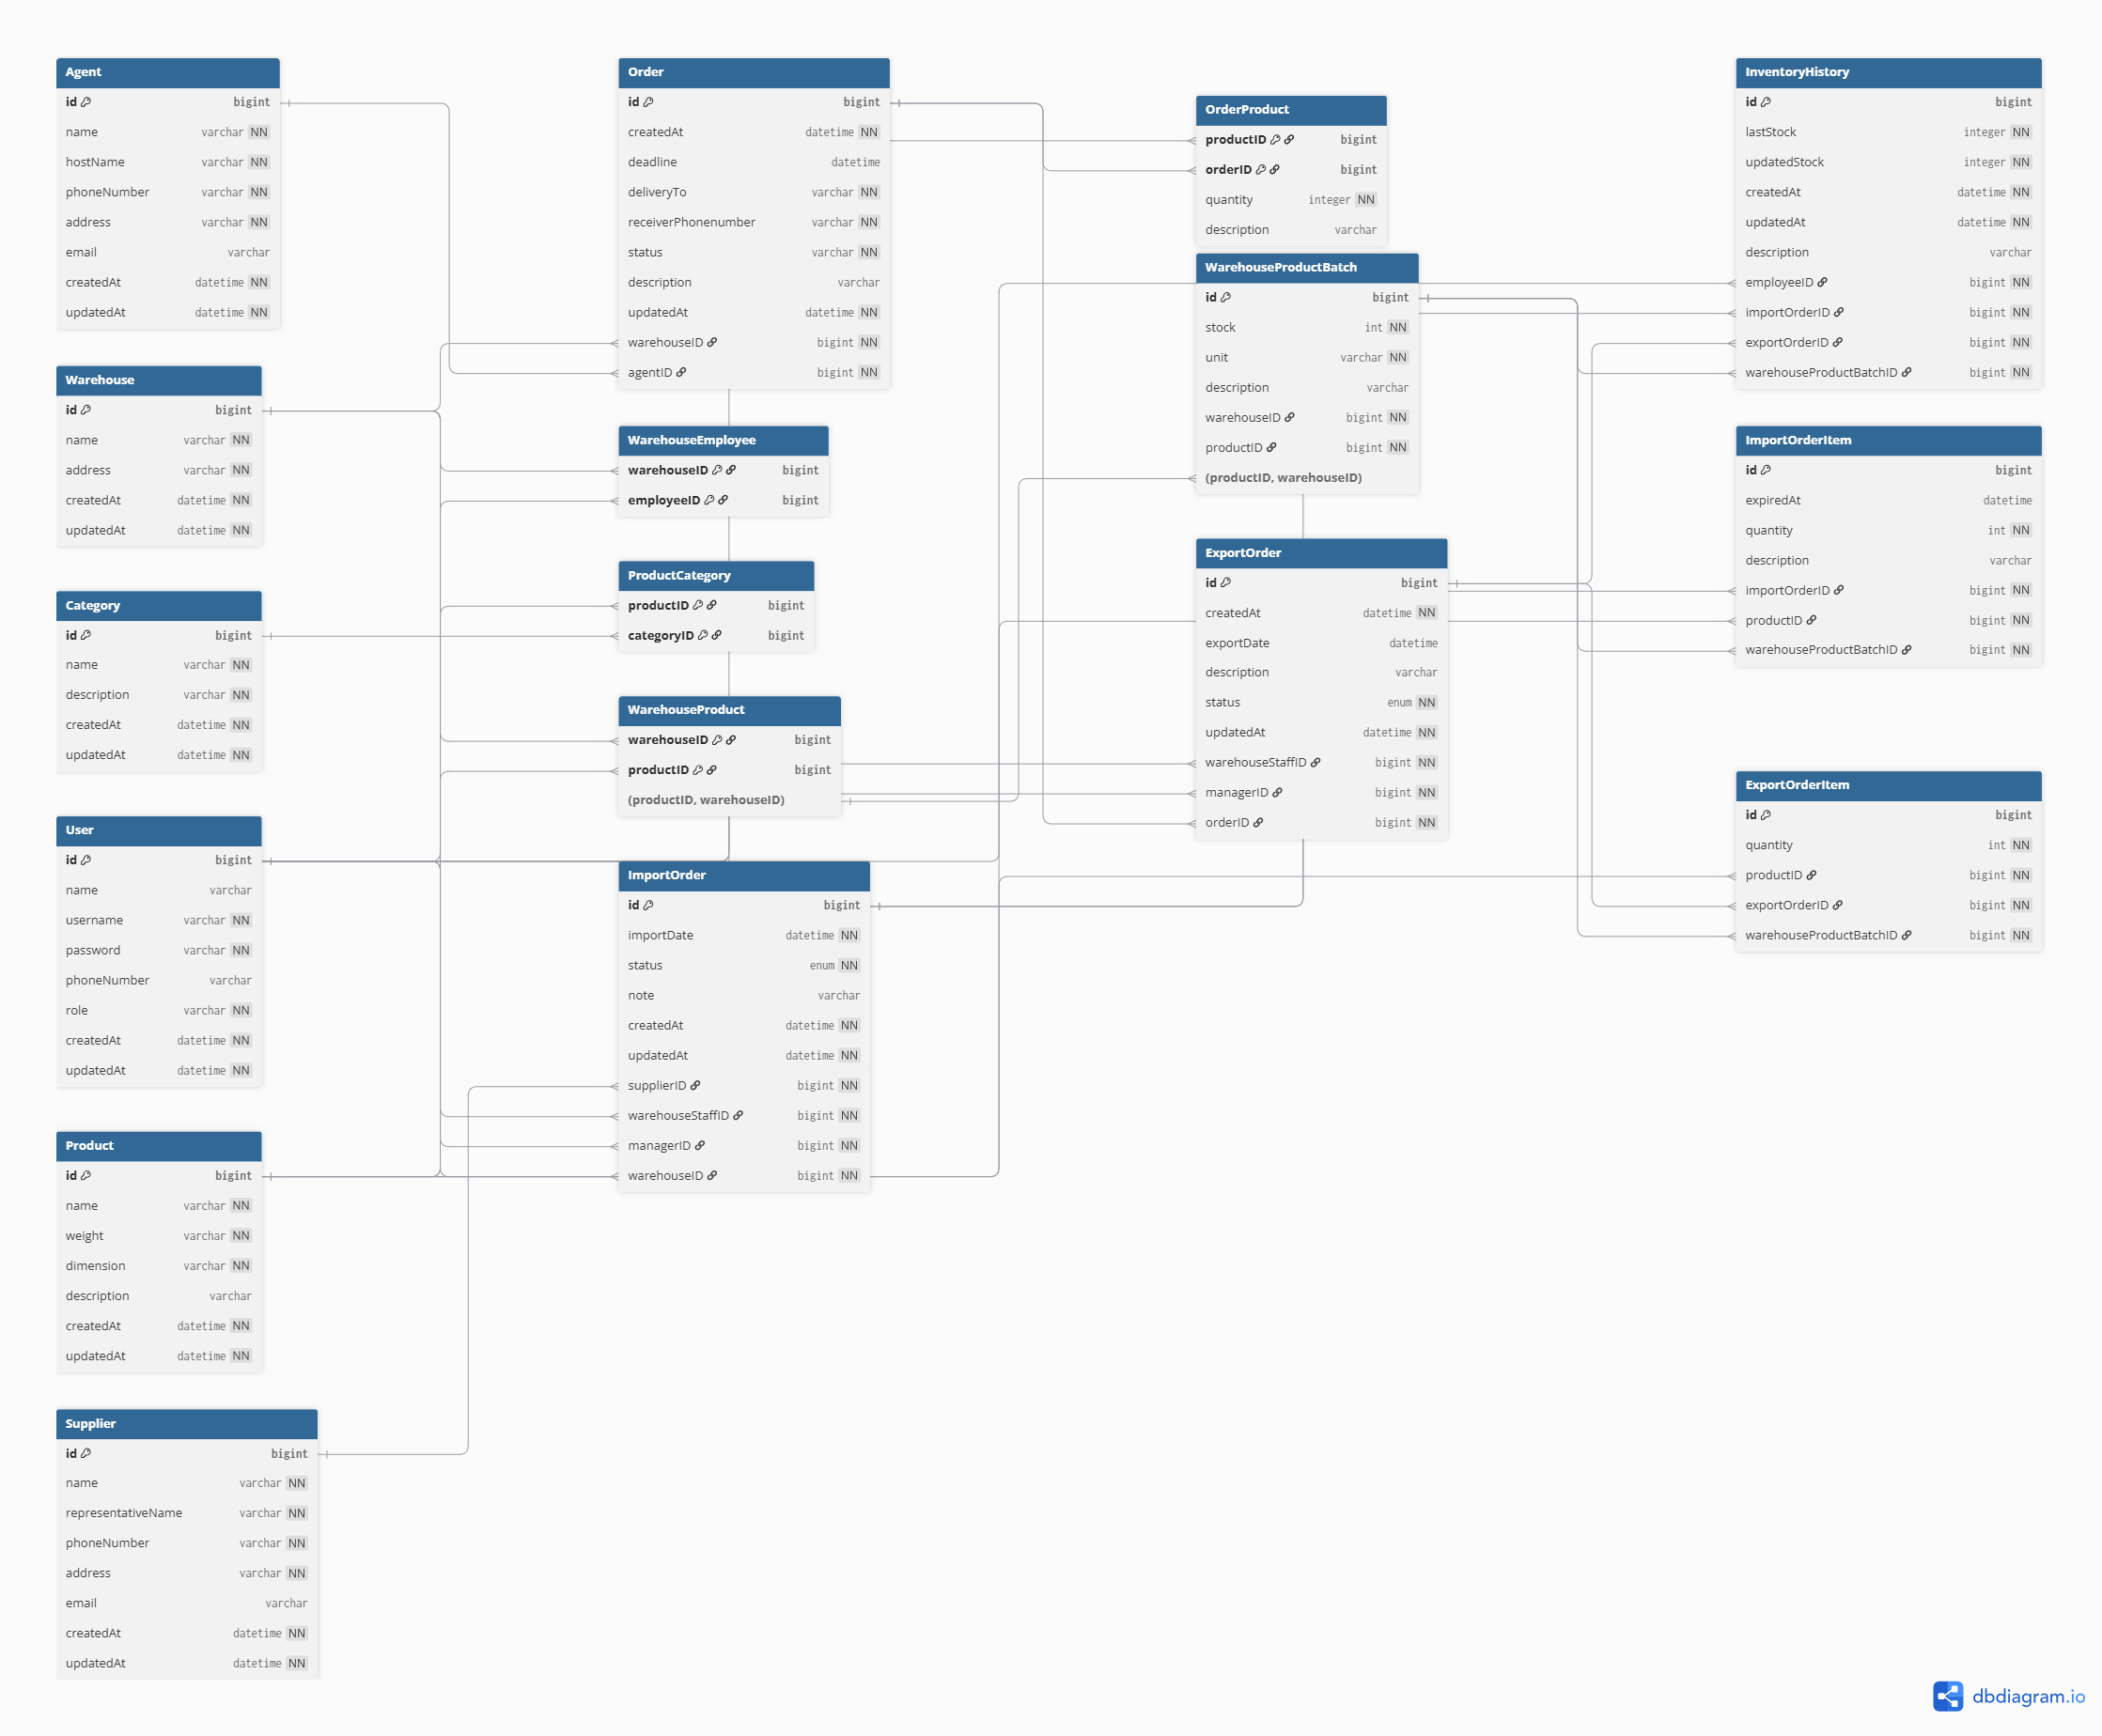 Agent
id bigint
name varchar NN
hostName varchar NN
phoneNumber varchar NN
address varchar NN
email varchar
createdAt datetime NN
updatedAt datetime NN
Warehouse
id bigint
name varchar NN
address varchar NN
createdAt datetime NN
updatedAt datetime NN
Category
id bigint
name varchar NN
description varchar NN
createdAt datetime NN
updatedAt datetime NN
User
id bigint
name varchar
username varchar NN
password varchar NN
phoneNumber varchar
role varchar NN
createdAt datetime NN
updatedAt datetime NN
Product
id bigint
name varchar NN
weight varchar NN
dimension varchar NN
description varchar
createdAt datetime NN
updatedAt datetime NN
Supplier
id bigint
name varchar NN
representativeName varchar NN
phoneNumber varchar NN
address varchar NN
email varchar
createdAt datetime NN
updatedAt datetime NN
Order
id bigint
createdAt datetime NN
deadline datetime
deliveryTo varchar NN
receiverPhonenumber varchar NN
status varchar NN
description varchar
updatedAt datetime NN
warehouseID bigint NN
agentID bigint NN
WarehouseEmployee
warehouseID bigint
employeeID bigint
ProductCategory
productID bigint
categoryID bigint
WarehouseProduct
warehouseID bigint
productID bigint
(productID, warehouseID)
ImportOrder
id bigint
importDate datetime NN
status enum NN
note varchar
createdAt datetime NN
updatedAt datetime NN
supplierID bigint NN
warehouseStaffID bigint NN
managerID bigint NN
warehouseID bigint NN
OrderProduct
productID bigint
orderID bigint
quantity integer NN
description varchar
WarehouseProductBatch
id bigint
stock int NN
unit varchar NN
description varchar
warehouseID bigint NN
productID bigint NN
(productID, warehouseID)
ExportOrder
id bigint
createdAt datetime NN
exportDate datetime
description varchar
status enum NN
updatedAt datetime NN
warehouseStaffID bigint NN
managerID bigint NN
orderID bigint NN
InventoryHistory
id bigint
lastStock integer NN
updatedStock integer NN
createdAt datetime NN
updatedAt datetime NN
description varchar
employeeID bigint NN
importOrderID bigint NN
exportOrderID bigint NN
warehouseProductBatchID bigint NN
ImportOrderItem
id bigint
expiredAt datetime
quantity int NN
description varchar
importOrderID bigint NN
productID bigint NN
warehouseProductBatchID bigint NN
ExportOrderItem
id bigint
quantity int NN
productID bigint NN
exportOrderID bigint NN
warehouseProductBatchID bigint NN
dbdiagram.io